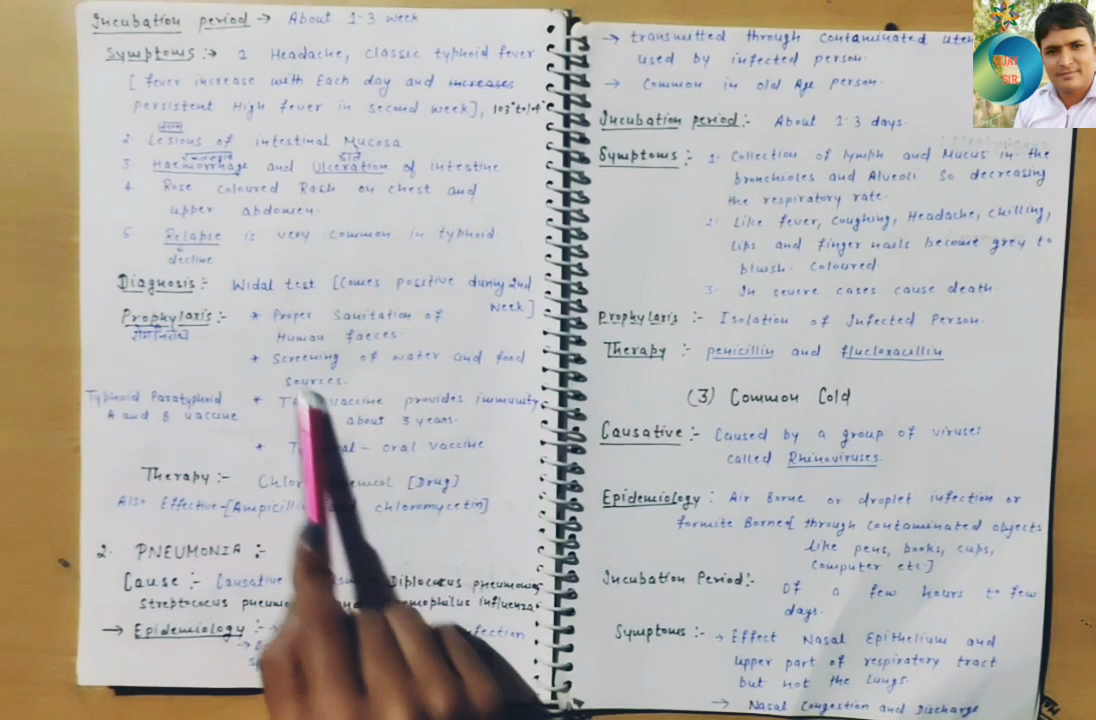 Incubation period → About 1-3 week
Symptoms :→ 1 Headache, classic typhoid fever
[ fever increase with Each day and increases
persistent High fever in second week], 103° to 104°
2. Lesions of intestinal Mucosa
3 Haemorrhage and Ulceration of intestine
4 Rose coloured Rash on chest and
upper abdomen.
5. Relapse is very common in typhoid
decline
Diagnosis :- Widal test [Comes positive during 2nd
week]
Prophylaxis :- * Proper Sanitation of
Human faeces.
* Screening of water and food
sources.
Typhoid Paratyphoid
A and B vaccine
* vaccine provides immunity
about 3 years.
* oral vaccine
Therapy :- [Drug]
Also Effective - [Ampicillin chloromycetin]
2. PNEUMONIA :-
Cause :- Causative Diplococus pneumoniae
Streptococus influenza
→ Epidemiology :-
→ transmitted through contaminated
used by infected person.
→ Common in old Age person.
Incubation period :- About 1-3 days.
Symptoms :- 1. Collection of lymph and Mucus in the
bronchioles and Alveoli so decreasing
the respiratory rate.
2. Like fever, coughing, Headache, chilling,
lips and finger nails become grey to
bluish-coloured.
3. In severe cases cause death.
Prophylaxis :- Isolation of Infected Person.
Therapy :- penicillin and flucloxacillin
(3) Common Cold
Causative :- Caused by a group of viruses
called Rhinoviruses.
Epidemiology : Air Borne or droplet infection or
formite Borne[through contaminated objects
like pens, books, cups,
Computer etc.]
Incubation Period :- Of a few hours to few
days.
Symptoms :- → Effect Nasal Epithelium and
upper part of respiratory tract
but not the lungs.
→ Nasal Congestion and Discharge
SIR